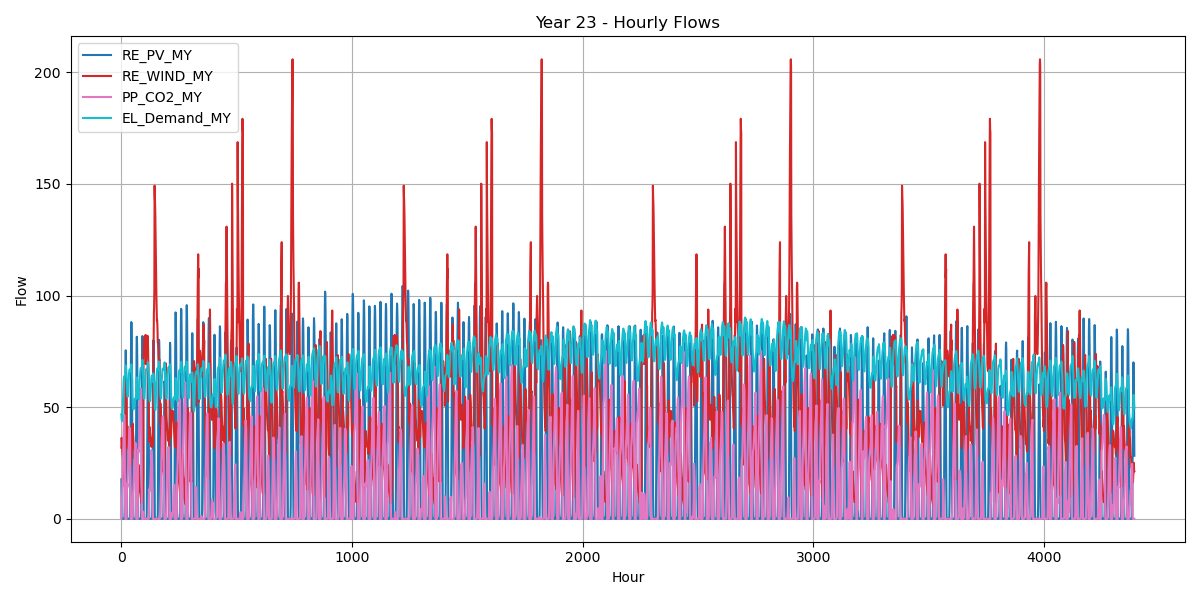 Year 23 - Hourly Flows
RE_PV_MY
RE_WIND_MY
PP_CO2_MY
EL_Demand_MY
200
150
100
50
0
Flow
0 1000 2000 3000 4000
Hour